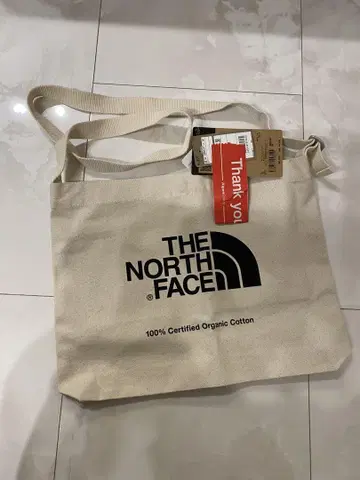 Thank you
THE
NORTH
FACE
®
100% Certified Organic Cotton